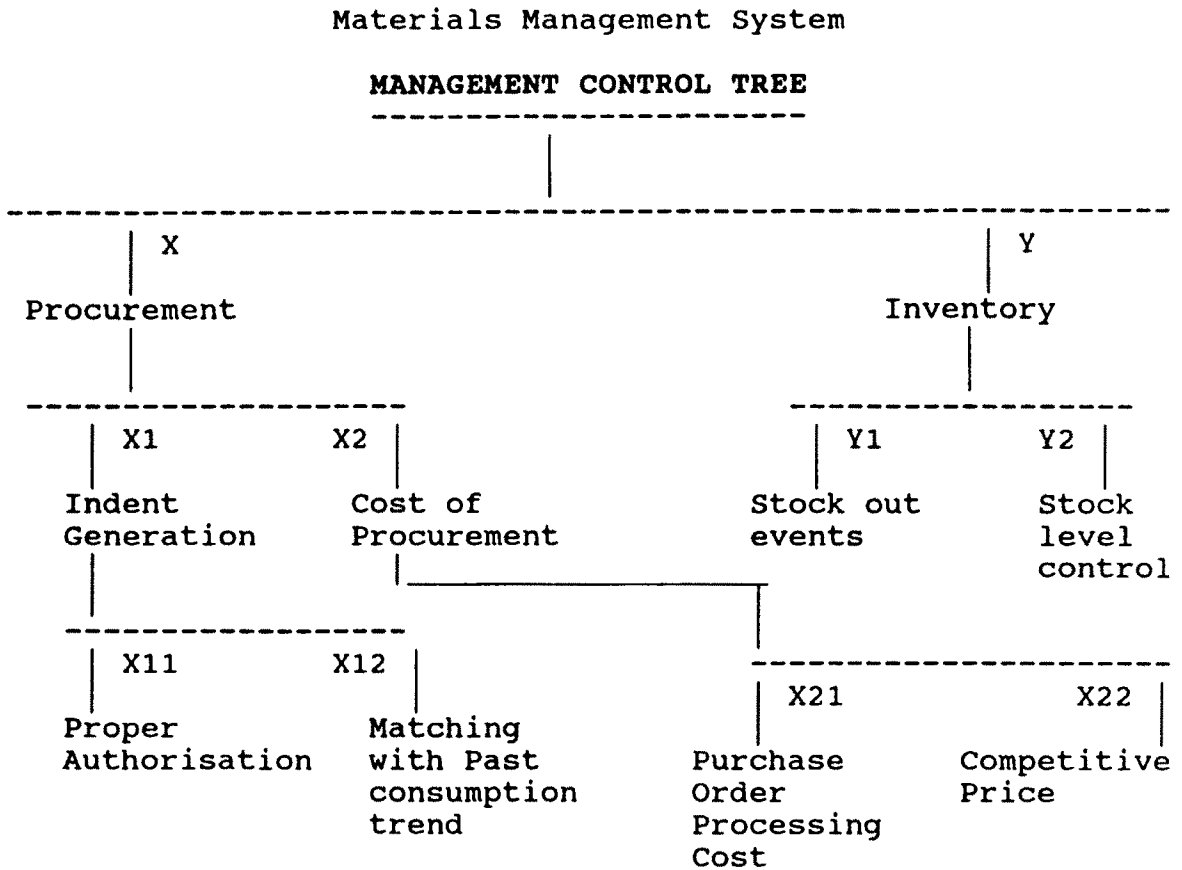 Materials Management System
MANAGEMENT CONTROL TREE
X Y
Procurement Inventory
X1 X2 Y1 Y2
Indent Cost of Stock out Stock
Generation Procurement events level
control
X11 X12
X21 X22
Proper Matching
Authorisation with Past Purchase Competitive
consumption Order Price
trend Processing
Cost